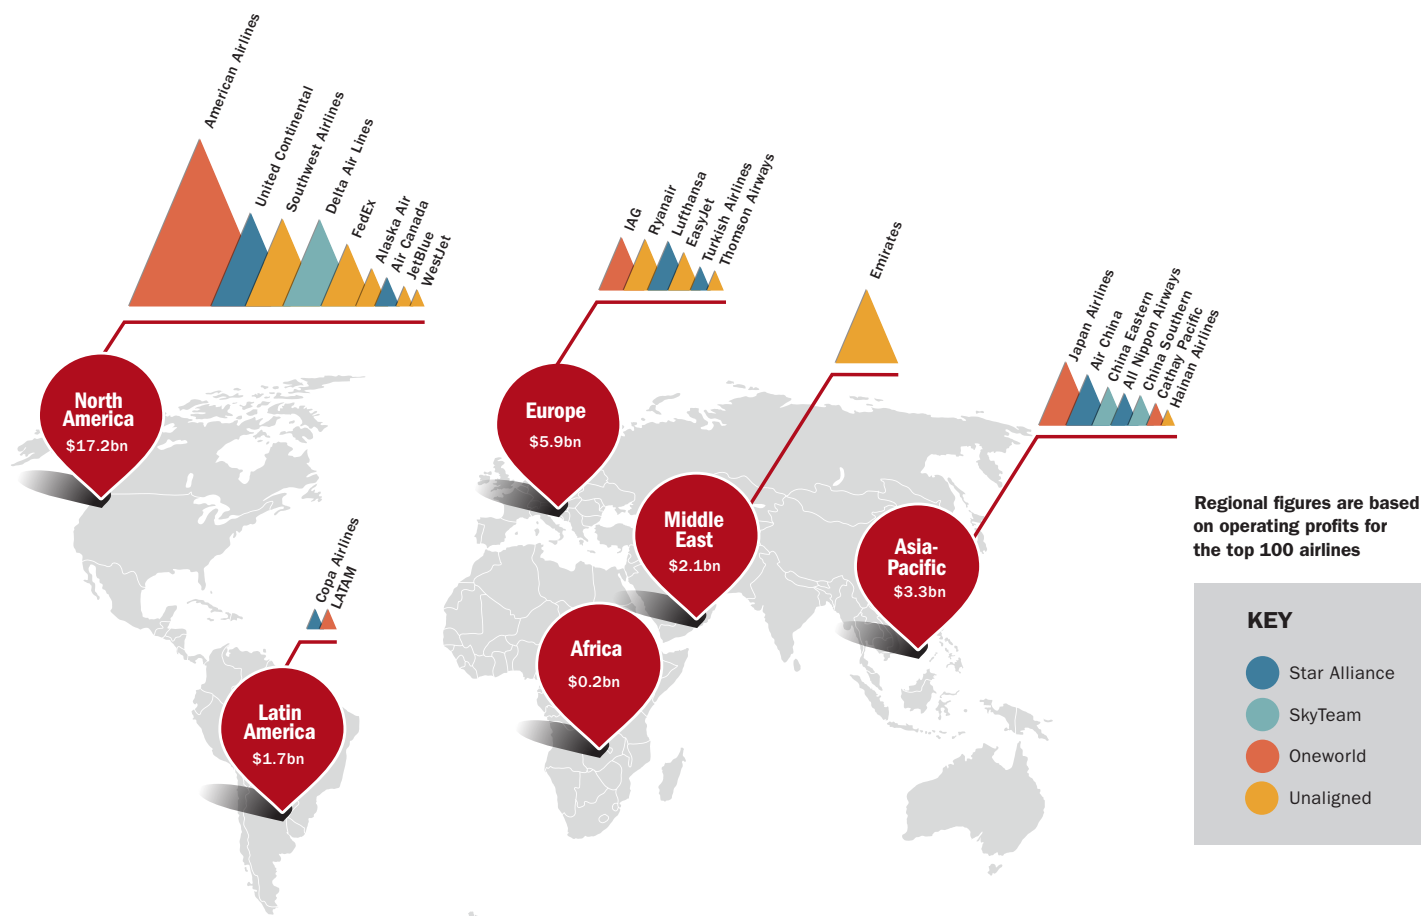 American Airlines
United Continental
Southwest Airlines
Delta Air Lines
FedEx
Alaska Air
Air Canada
JetBlue
WestJet
North
America
$17.2bn
IAG
Ryanair
Lufthansa
EasyJet
Turkish Airlines
Thomson Airways
Europe
$5.9bn
Emirates
Middle
East
$2.1bn
Japan Airlines
Air China
China Eastern
All Nippon Airways
China Southern
Cathay Pacific
Hainan Airlines
Asia-
Pacific
$3.3bn
Copa Airlines
LATAM
Latin
America
$1.7bn
Africa
$0.2bn
Regional figures are based
on operating profits for
the top 100 airlines
KEY
Star Alliance
SkyTeam
Oneworld
Unaligned